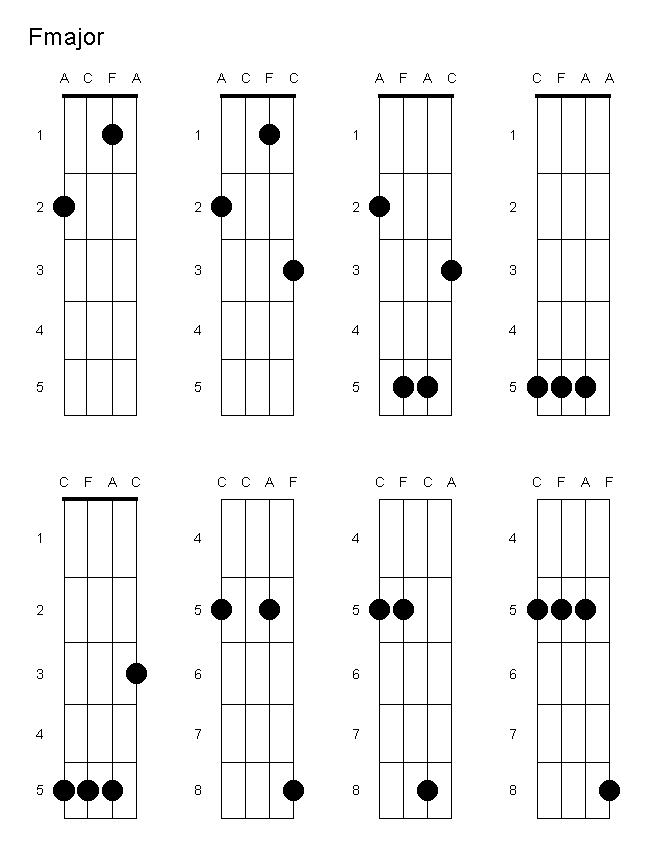 Fmajor
A C F A A C F C A F A C C F A A
1 1 1 1
2 2 2 2
3 3 3 3
4 4 4 4
5 5 5 5
C F A C C C A F C F C A C F A F
1 4 4 4
2 5 5 5
3 6 6 6
4 7 7 7
5 8 8 8